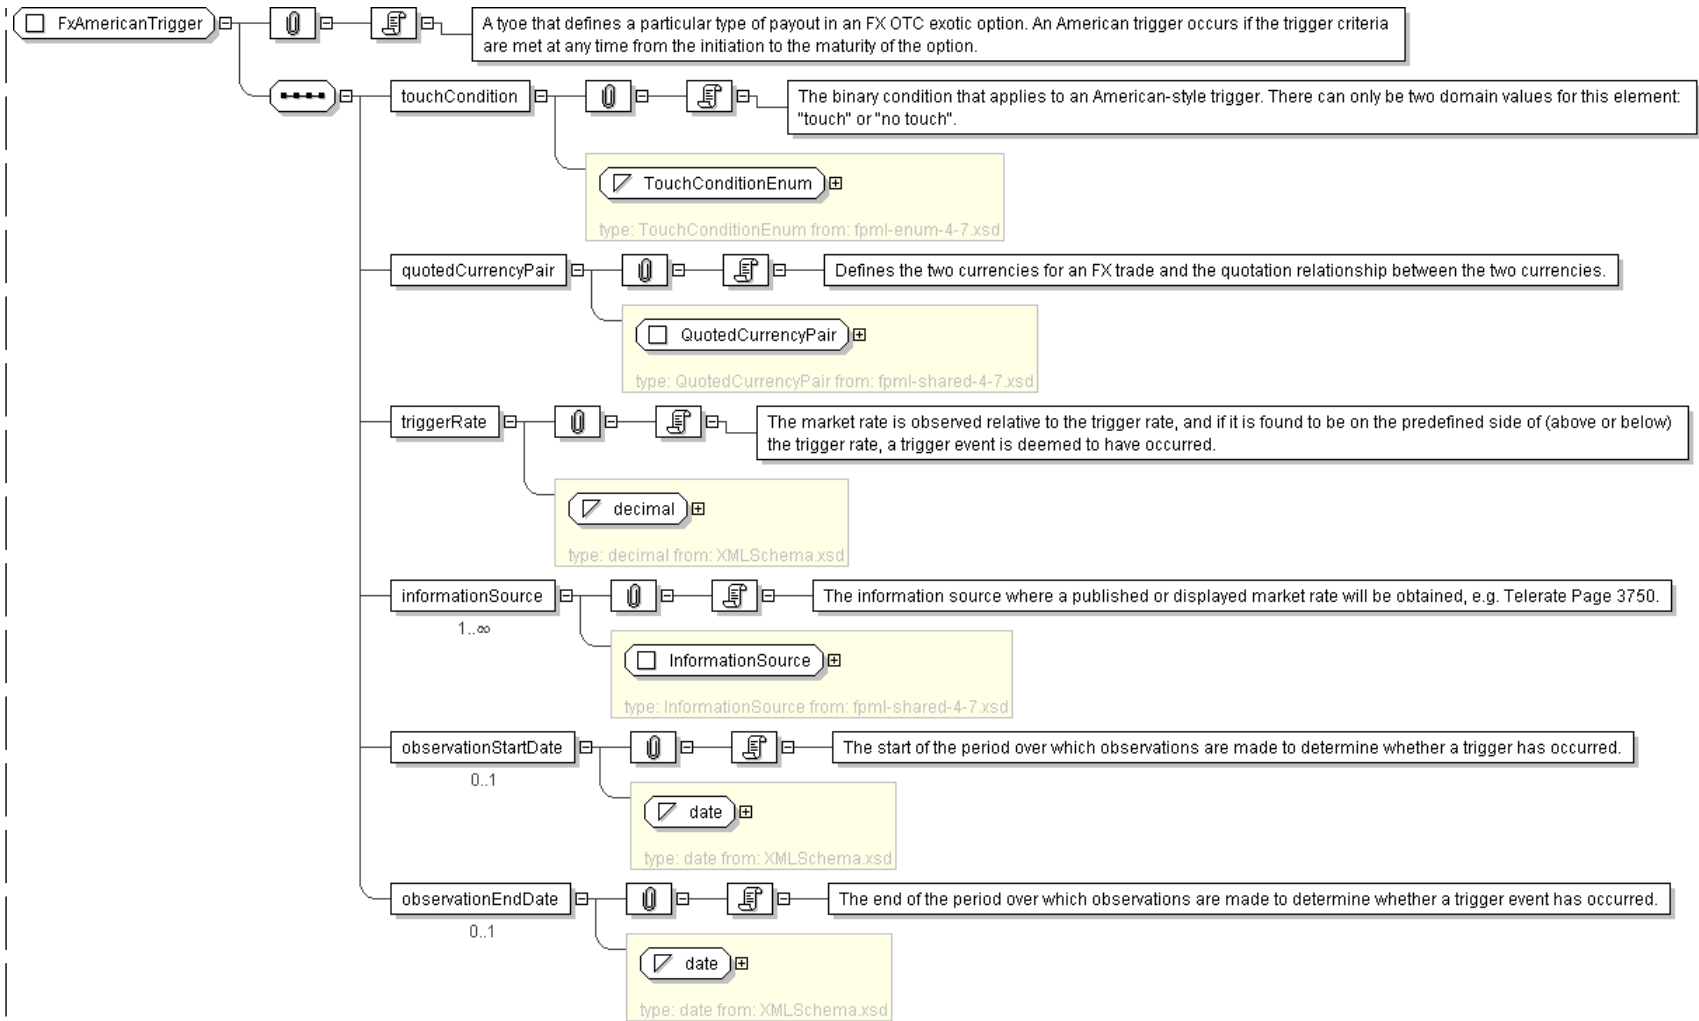 FxAmericanTrigger
A tyoe that defines a particular type of payout in an FX OTC exotic option. An American trigger occurs if the trigger criteria
are met at any time from the initiation to the maturity of the option.
touchCondition
The binary condition that applies to an American-style trigger. There can only be two domain values for this element:
"touch" or "no touch".
TouchConditionEnum
type: TouchConditionEnum from: fpml-enum-4-7.xsd
quotedCurrencyPair
Defines the two currencies for an FX trade and the quotation relationship between the two currencies.
QuotedCurrencyPair
type: QuotedCurrencyPair from: fpml-shared-4-7.xsd
triggerRate
The market rate is observed relative to the trigger rate, and if it is found to be on the predefined side of (above or below)
the trigger rate, a trigger event is deemed to have occurred.
decimal
type: decimal from: XMLSchema.xsd
informationSource
The information source where a published or displayed market rate will be obtained, e.g. Telerate Page 3750.
1..∞
InformationSource
type: InformationSource from: fpml-shared-4-7.xsd
observationStartDate
The start of the period over which observations are made to determine whether a trigger has occurred.
0..1
date
type: date from: XMLSchema.xsd
observationEndDate
The end of the period over which observations are made to determine whether a trigger event has occurred.
0..1
date
type: date from: XMLSchema.xsd